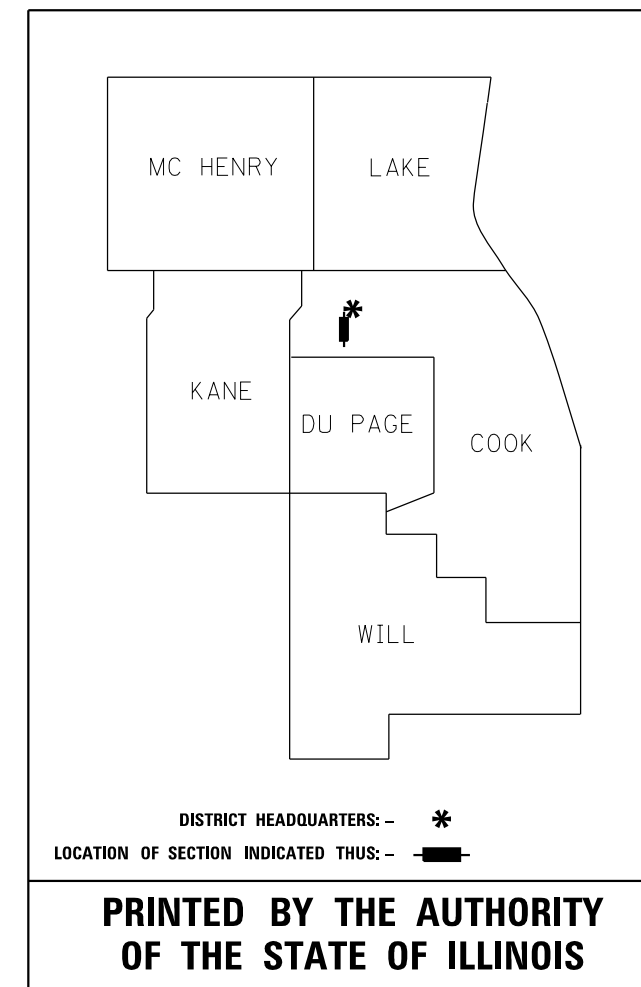 MC HENRY
LAKE
KANE
DU PAGE
COOK
WILL
DISTRICT HEADQUARTERS: – *
LOCATION OF SECTION INDICATED THUS: –
PRINTED BY THE AUTHORITY
OF THE STATE OF ILLINOIS